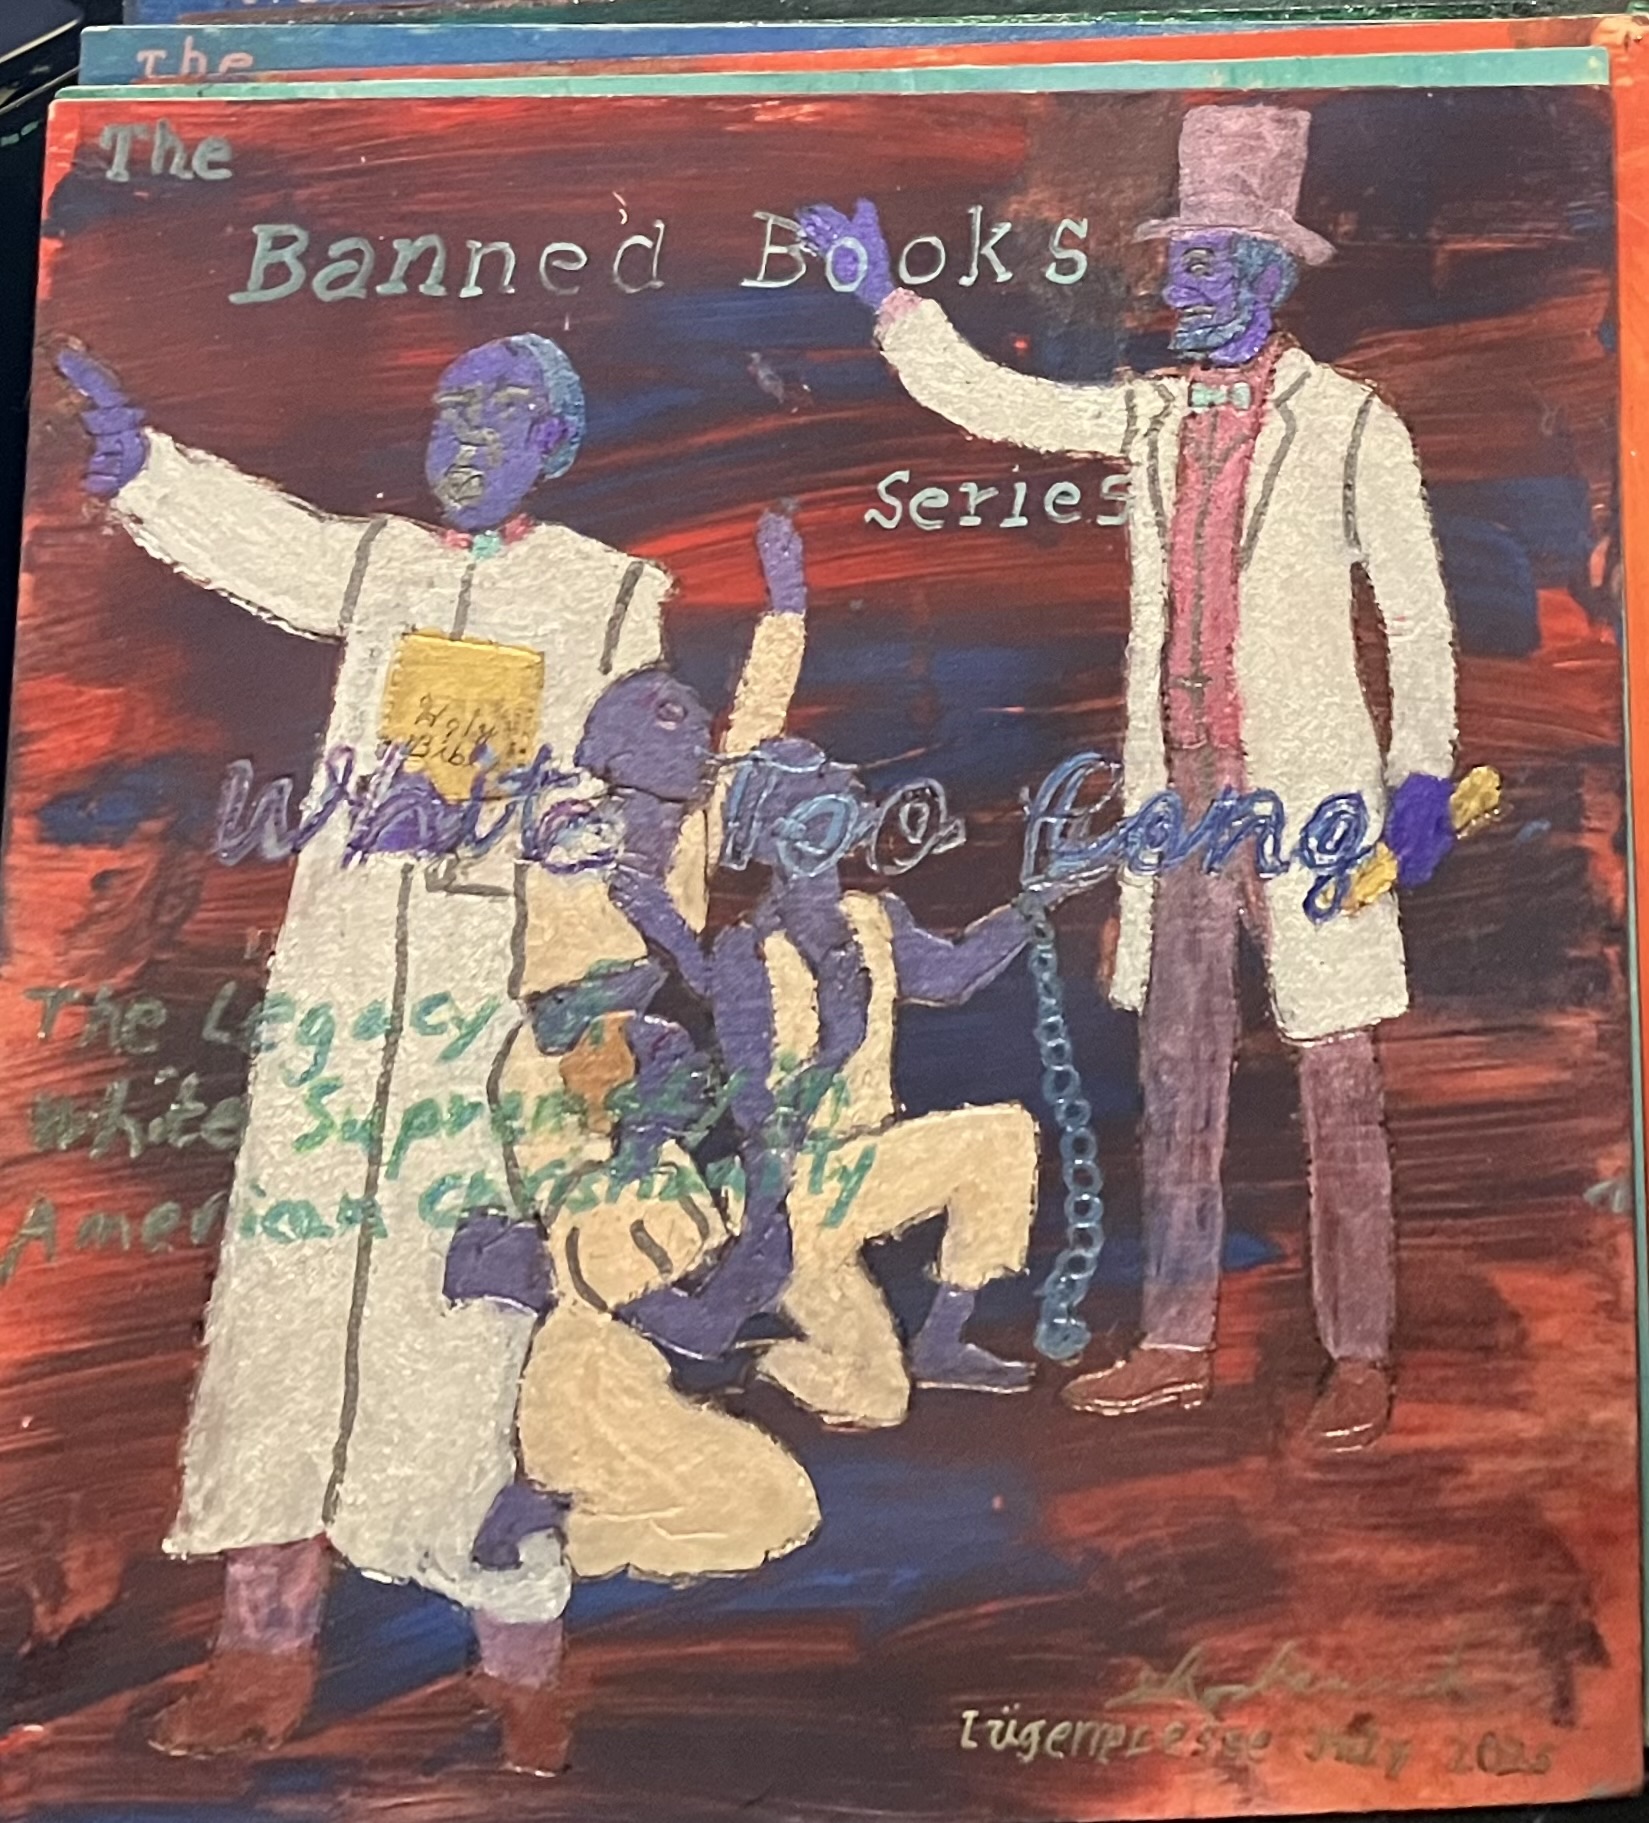 The
The
Banned Books
Series
Holy
Bible
White Too Long
The Legacy of
White Supremacy in
American Christianity
Lügenpresse July 2025